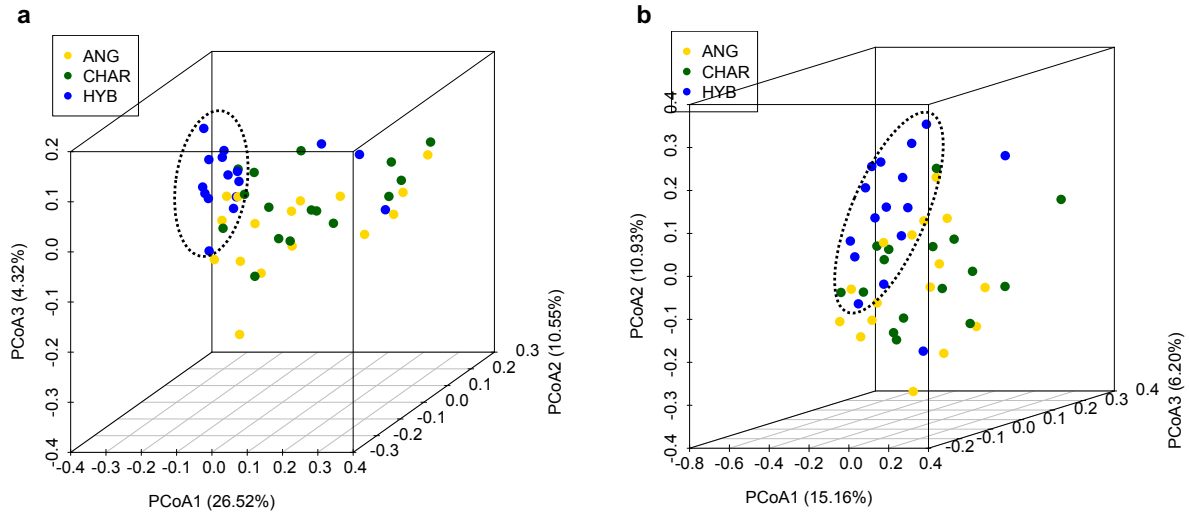 a
ANG
CHAR
HYB
0.2
0.1
0.0
-0.1
-0.2
-0.3
-0.4
PCoA3 (4.32%)
-0.4 -0.3 -0.2 -0.1 0.0 0.1 0.2 0.3 0.4
PCoA1 (26.52%)
-0.3
-0.2
-0.1
0.0
0.1
0.2
0.3
PCoA2 (10.55%)
b
ANG
CHAR
HYB
0.4
0.3
0.2
0.1
0.0
-0.1
-0.2
-0.3
-0.4
PCoA2 (10.93%)
-0.8 -0.6 -0.4 -0.2 0.0 0.2 0.4
PCoA1 (15.16%)
-0.2
-0.1
0.0
0.1
0.2
0.3
0.4
PCoA3 (6.20%)